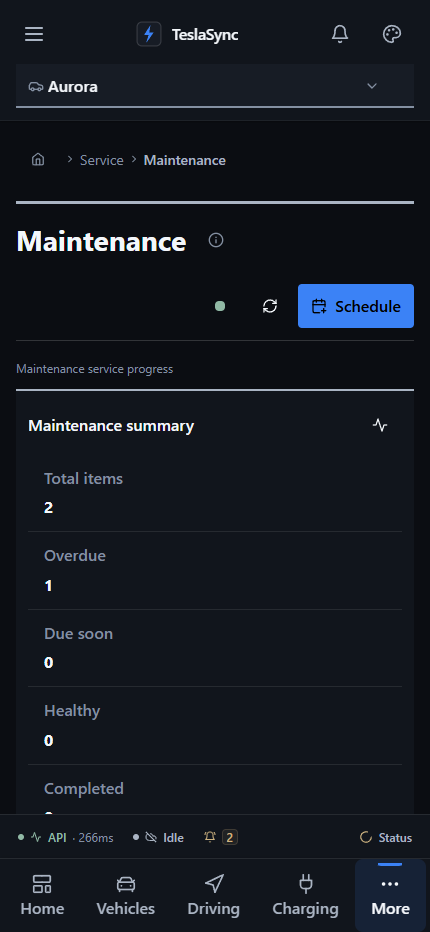 TeslaSync
Aurora
Service
Maintenance
Maintenance
Schedule
Maintenance service progress
Maintenance summary
Total items
2
Overdue
1
Due soon
0
Healthy
0
Completed
API · 266ms
Idle
2
Status
Home
Vehicles
Driving
Charging
More